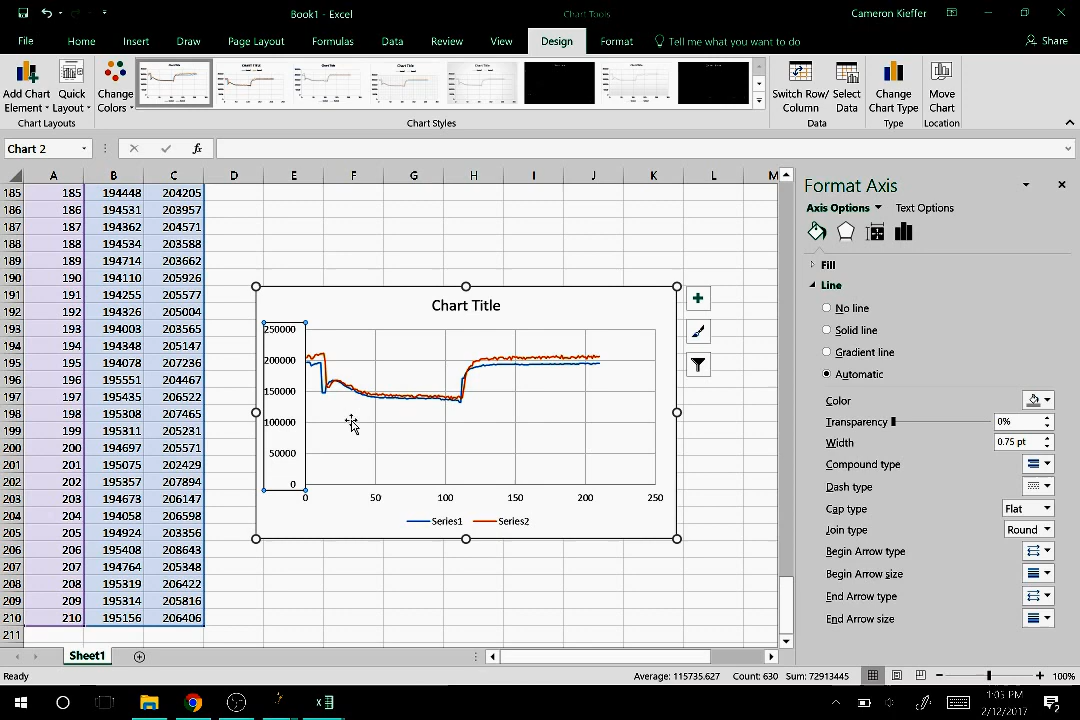 Book1 - Excel
Chart Tools
Cameron Kieffer
File Home Insert Draw Page Layout Formulas Data Review View Design Format Tell me what you want to do Share
Add Chart Element
Quick Layout
Change Colors
Switch Row/ Column
Select Data
Change Chart Type
Move Chart
Chart Layouts Chart Styles Data Type Location
Chart 2
fx
A B C D E F G H I J K L M
185 185 194448 204205
186 186 194531 203957
187 187 194362 204571
188 188 194534 203588
189 189 194714 203662
190 190 194110 205926
191 191 194255 205577
192 192 194326 205004
193 193 194003 203565
194 194 194348 205147
195 195 194078 207236
196 196 195551 204467
197 197 195435 206522
198 198 195308 207465
199 199 195311 205231
200 200 194697 205571
201 201 195075 202429
202 202 195357 207894
203 203 194673 206147
204 204 194058 206598
205 205 194924 203356
206 206 195408 208643
207 207 194764 205348
208 208 195319 206422
209 209 195314 205816
210 210 195156 206406
211
Chart Title
250000
200000
150000
100000
50000
0
0 50 100 150 200 250
Series1 Series2
Format Axis
Axis Options Text Options
Fill
Line
No line
Solid line
Gradient line
Automatic
Color
Transparency 0%
Width 0.75 pt
Compound type
Dash type
Cap type Flat
Join type Round
Begin Arrow type
Begin Arrow size
End Arrow type
End Arrow size
Sheet1
Ready
Average: 115735.627 Count: 630 Sum: 72913445
100%
2/12/2017